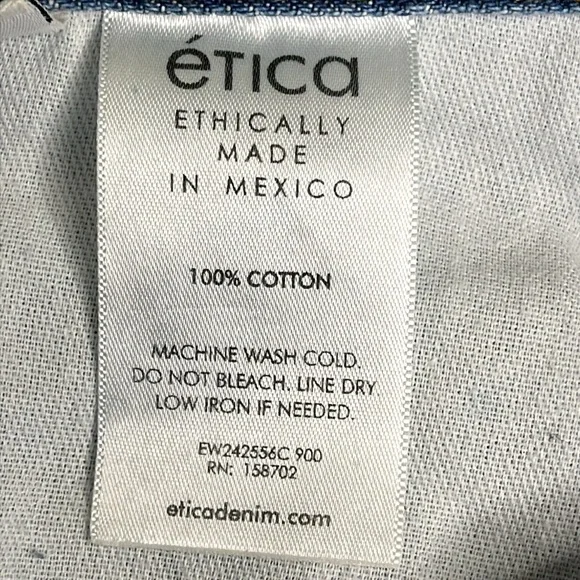 éTICa
ETHICALLY
MADE
IN MEXICO
100% COTTON
MACHINE WASH COLD.
DO NOT BLEACH. LINE DRY.
LOW IRON IF NEEDED.
EW242556C 900
RN: 158702
eticadenim.com